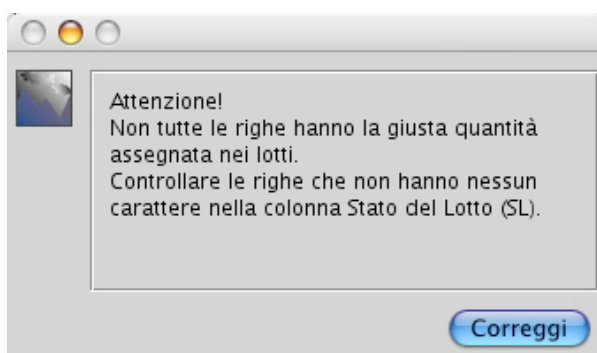 Attenzione!
Non tutte le righe hanno la giusta quantità
assegnata nei lotti.
Controllare le righe che non hanno nessun
carattere nella colonna Stato del Lotto (SL).
Correggi